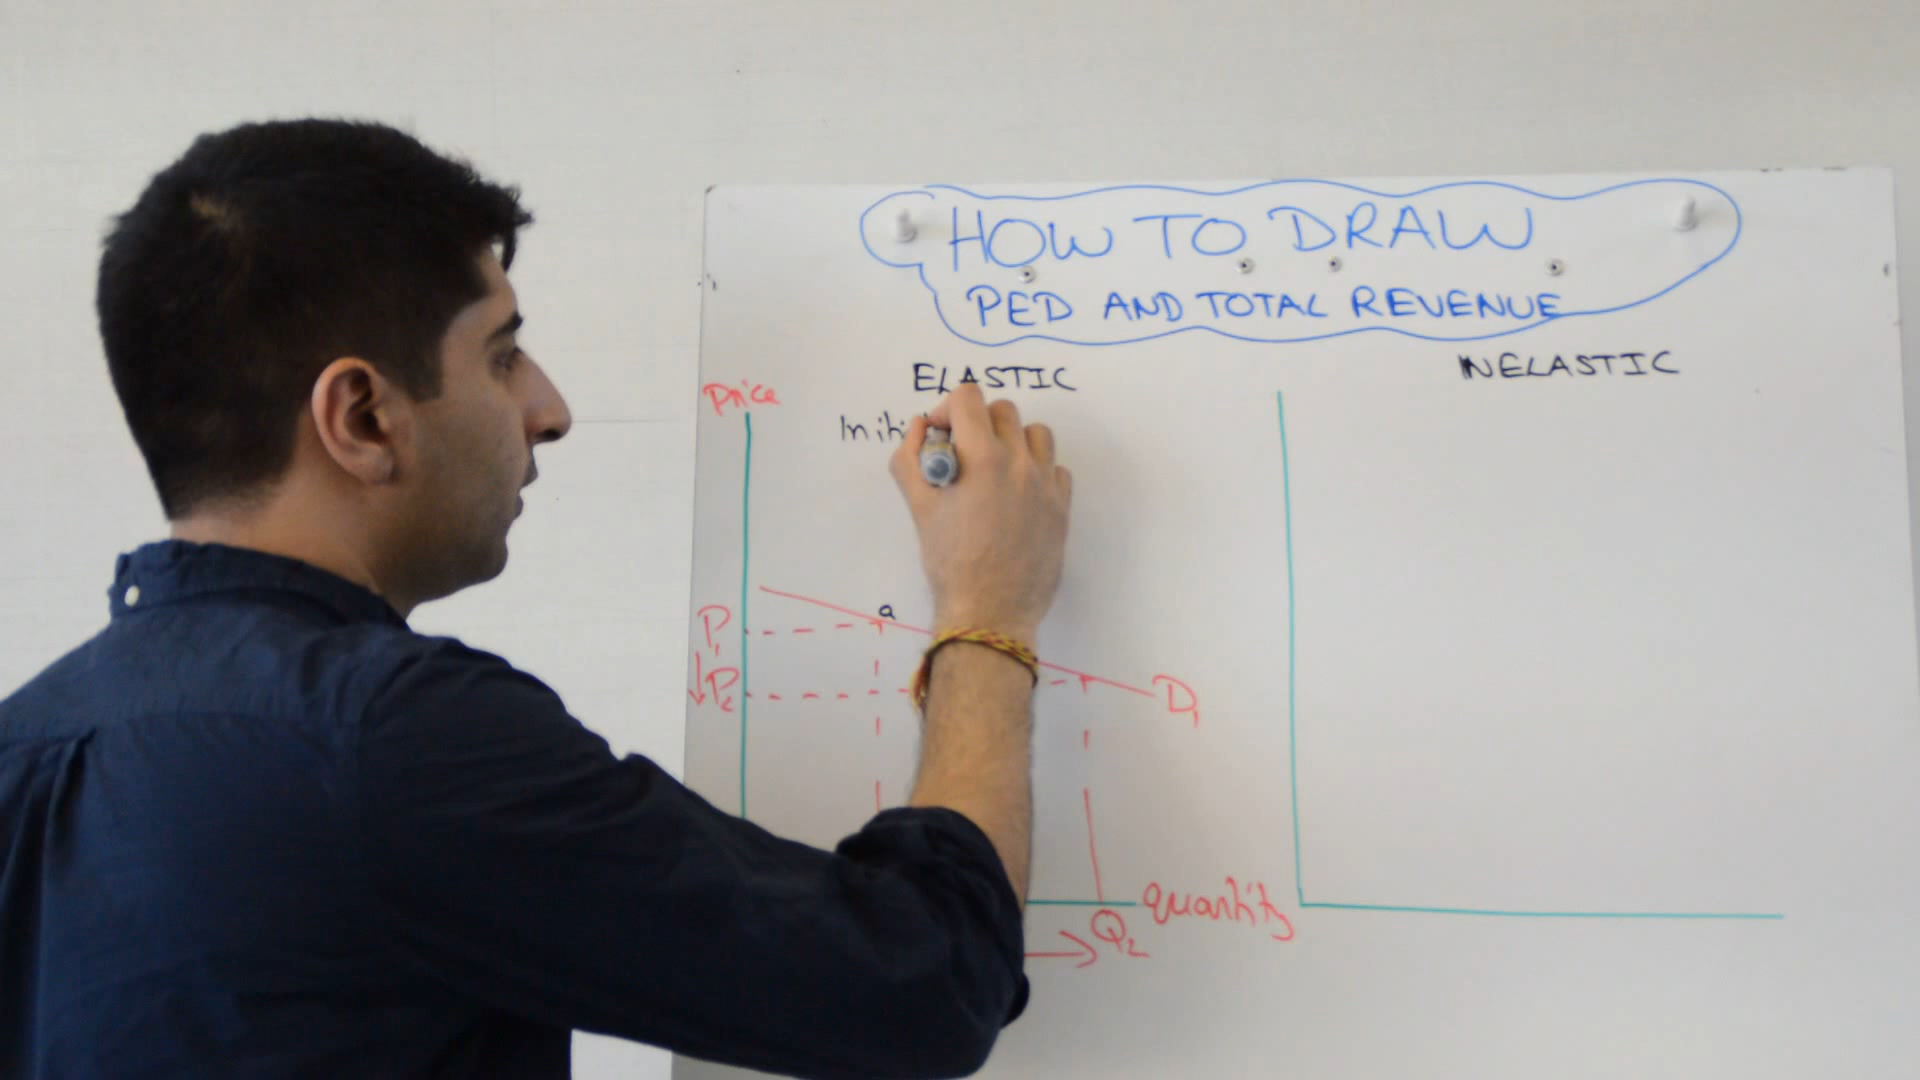 HOW TO DRAW
PED AND TOTAL REVENUE
ELASTIC
INELASTIC
Price
a
P1
P2
D1
quantity
Q2